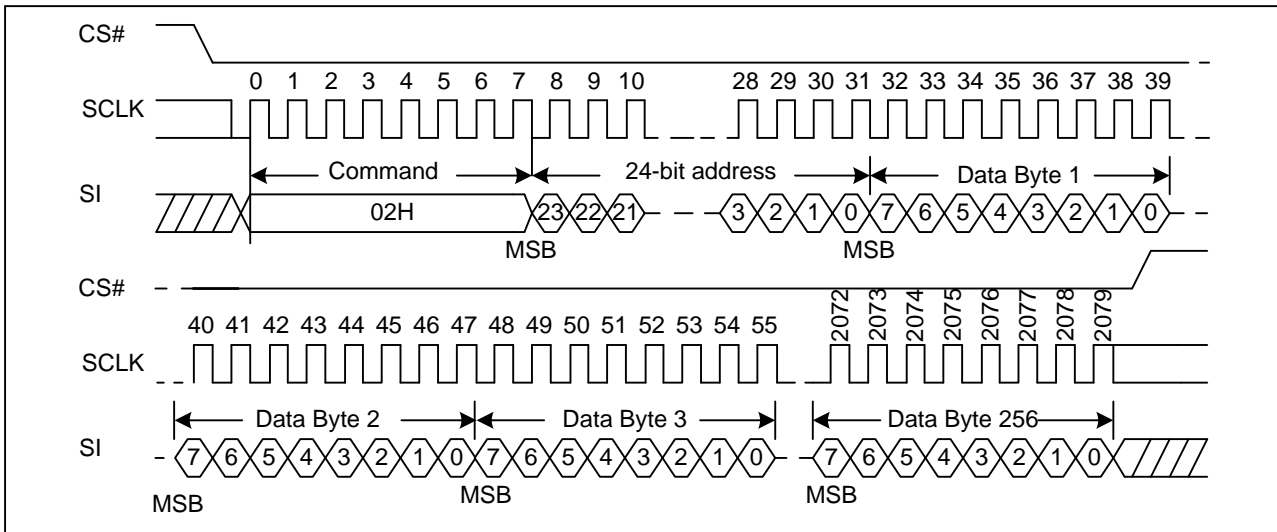 CS#
0 1 2 3 4 5 6 7 8 9 10 28 29 30 31 32 33 34 35 36 37 38 39
SCLK
Command 24-bit address Data Byte 1
SI
02H 23 22 21 3 2 1 0 7 6 5 4 3 2 1 0
MSB MSB
CS#
40 41 42 43 44 45 46 47 48 49 50 51 52 53 54 55 2072 2073 2074 2075 2076 2077 2078 2079
SCLK
Data Byte 2 Data Byte 3 Data Byte 256
SI
7 6 5 4 3 2 1 0 7 6 5 4 3 2 1 0 7 6 5 4 3 2 1 0
MSB MSB MSB